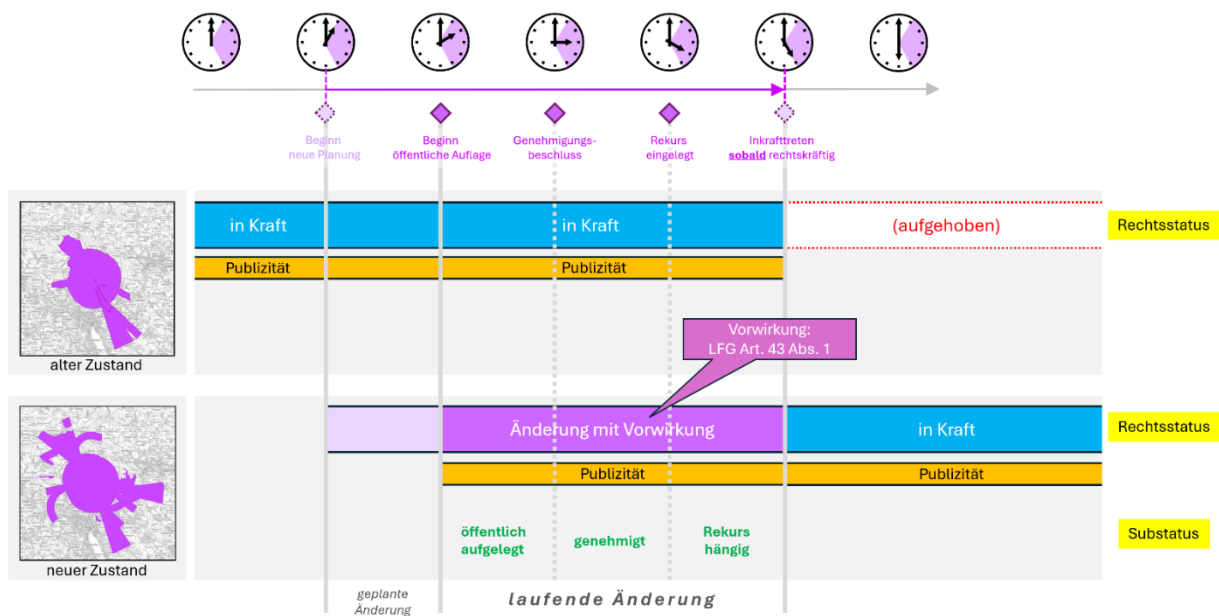 Beginn
neue Planung
Beginn
öffentliche Auflage
Genehmigungs-
beschluss
Rekurs
eingelegt
Inkrafttreten
sobald rechtskräftig
in Kraft
in Kraft
(aufgehoben)
Rechtsstatus
Publizität
Publizität
Vorwirkung:
LFG Art. 43 Abs. 1
alter Zustand
Änderung mit Vorwirkung
in Kraft
Rechtsstatus
Publizität
Publizität
öffentlich
aufgelegt
genehmigt
Rekurs
hängig
Substatus
neuer Zustand
geplante
Änderung
laufende Änderung